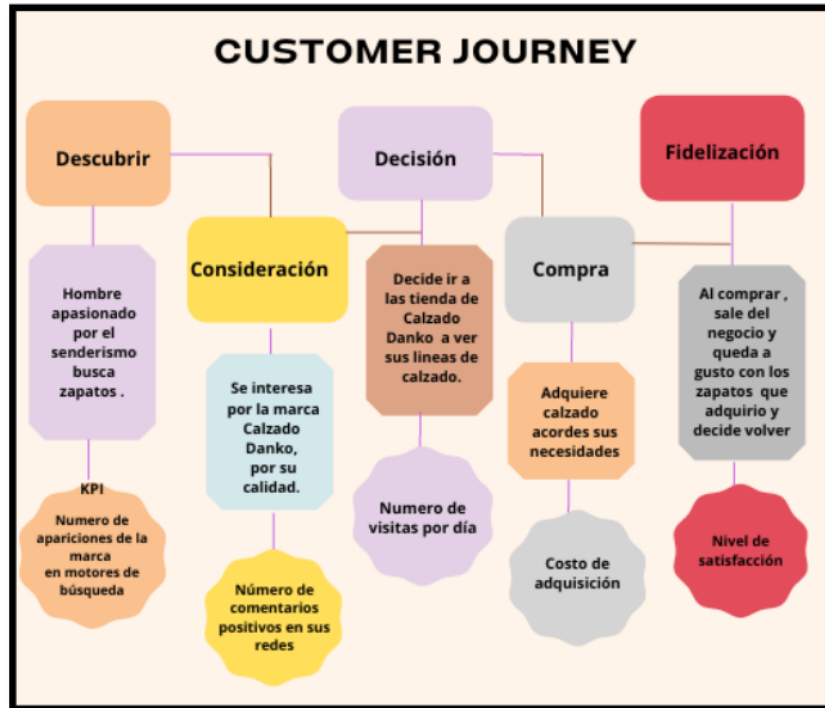 CUSTOMER JOURNEY
Descubrir
Hombre
apasionado
por el
senderismo
busca
zapatos .
KPI
Numero de
apariciones de la
marca
en motores de
búsqueda
Consideración
Se interesa
por la marca
Calzado
Danko,
por su
calidad.
Número de
comentarios
positivos en sus
redes
Decisión
Decide ir a
las tienda de
Calzado
Danko a ver
sus lineas de
calzado.
Numero de
visitas por día
Compra
Adquiere
calzado
acordes sus
necesidades
Costo de
adquisición
Fidelización
Al comprar ,
sale del
negocio y
queda a
gusto con los
zapatos que
adquirio y
decide volver
Nivel de
satisfacción